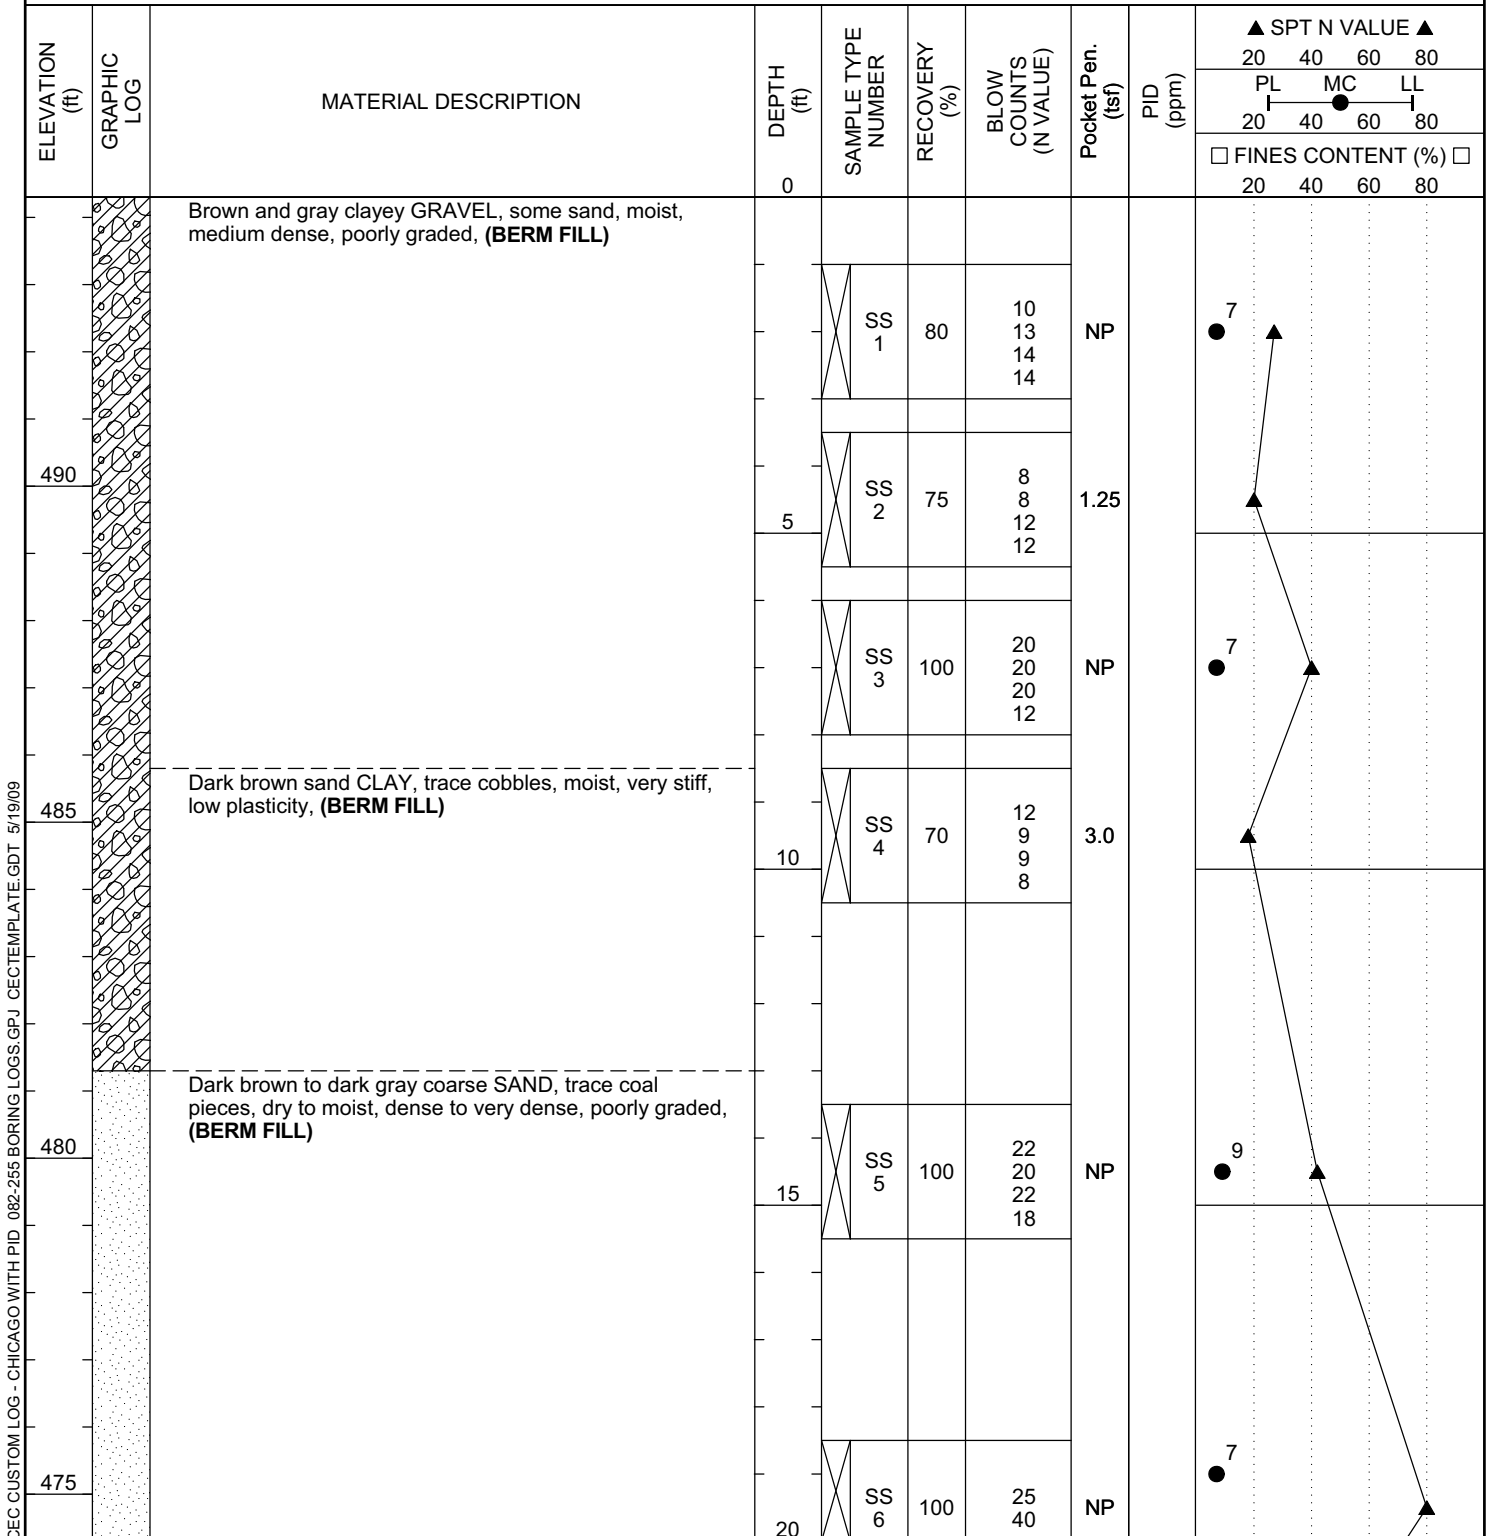 ELEVATION
(ft)
GRAPHIC
LOG
MATERIAL DESCRIPTION
DEPTH
(ft)
SAMPLE TYPE
NUMBER
RECOVERY
(%)
BLOW
COUNTS
(N VALUE)
Pocket Pen.
(tsf)
PID
(ppm)
▲ SPT N VALUE ▲
20 40 60 80
PL MC LL
20 40 60 80
□ FINES CONTENT (%) □
20 40 60 80
0
Brown and gray clayey GRAVEL, some sand, moist,
medium dense, poorly graded, (BERM FILL)
SS
1
80
10
13
14
14
NP
7
490
SS
2
75
8
8
12
12
1.25
5
SS
3
100
20
20
20
12
NP
7
Dark brown sand CLAY, trace cobbles, moist, very stiff,
low plasticity, (BERM FILL)
485
SS
4
70
12
9
9
8
3.0
10
Dark brown to dark gray coarse SAND, trace coal
pieces, dry to moist, dense to very dense, poorly graded,
(BERM FILL)
480
SS
5
100
22
20
22
18
NP
9
15
475
SS
6
100
25
40
NP
7
20
CEC CUSTOM LOG - CHICAGO WITH PID 082-255 BORING LOGS.GPJ CECTEMPLATE.GDT 5/19/09